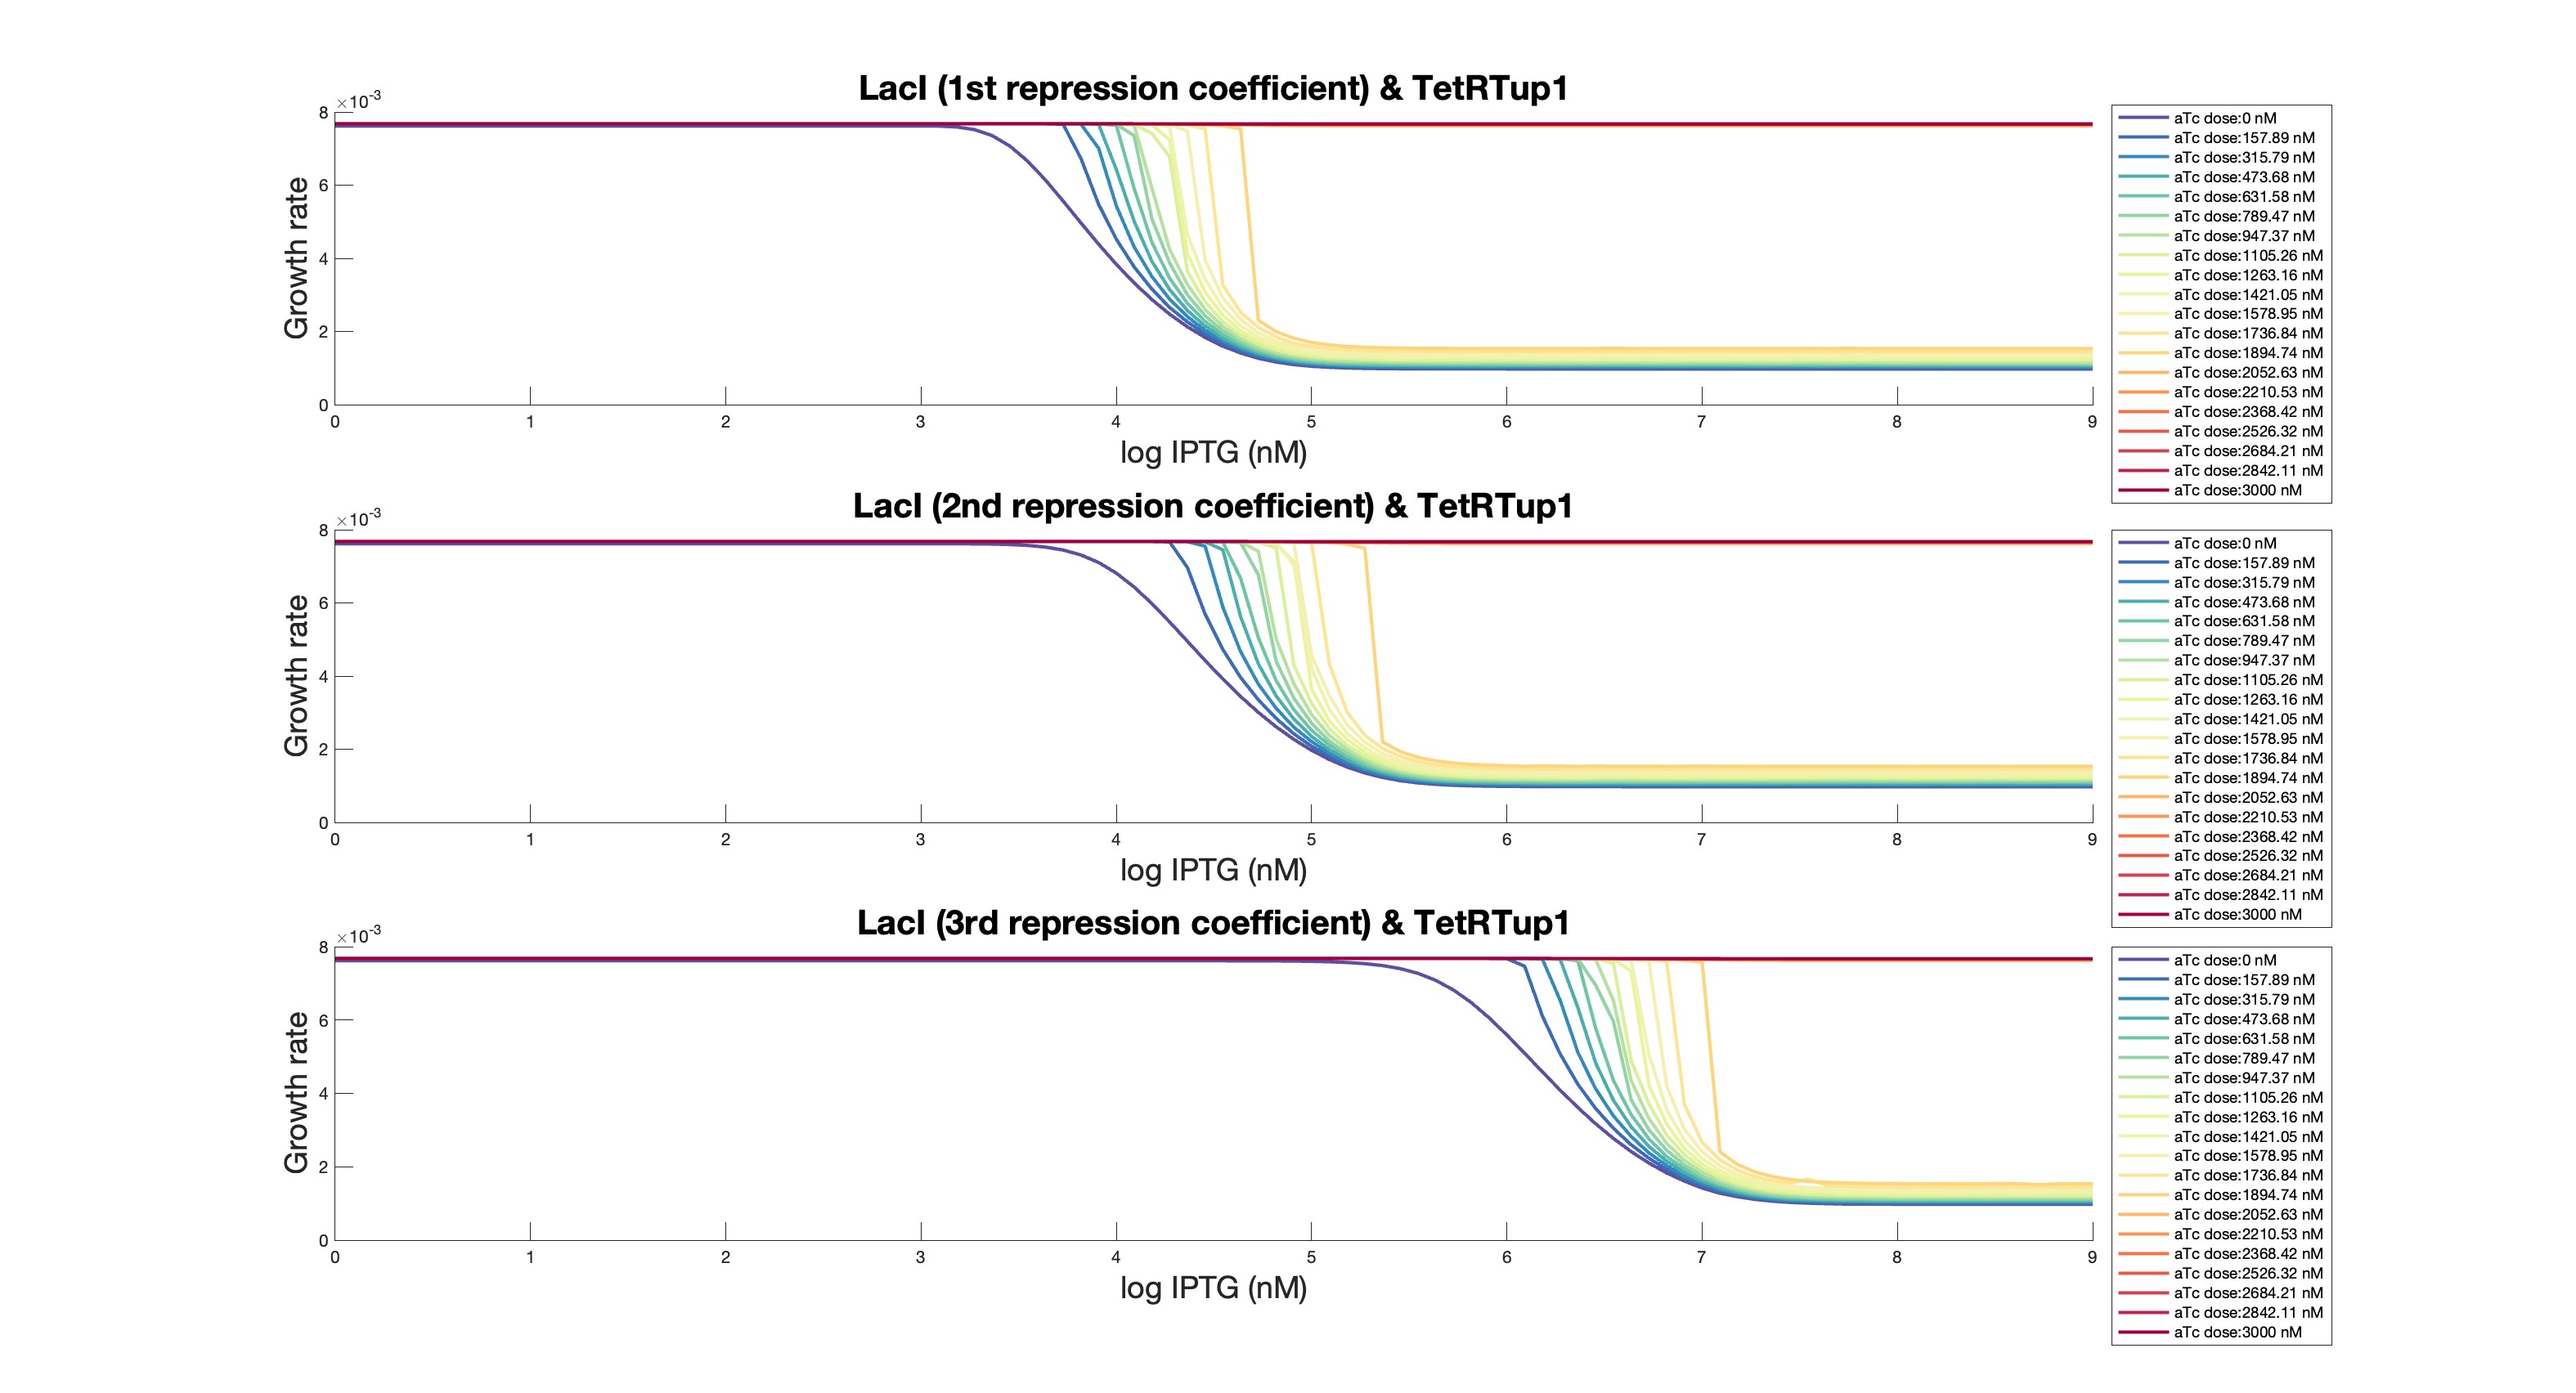 LacI (1st repression coefficient) & TetRTup1
×10-3
8
6
4
2
0
Growth rate
0 1 2 3 4 5 6 7 8 9
log IPTG (nM)
aTc dose:0 nM
aTc dose:157.89 nM
aTc dose:315.79 nM
aTc dose:473.68 nM
aTc dose:631.58 nM
aTc dose:789.47 nM
aTc dose:947.37 nM
aTc dose:1105.26 nM
aTc dose:1263.16 nM
aTc dose:1421.05 nM
aTc dose:1578.95 nM
aTc dose:1736.84 nM
aTc dose:1894.74 nM
aTc dose:2052.63 nM
aTc dose:2210.53 nM
aTc dose:2368.42 nM
aTc dose:2526.32 nM
aTc dose:2684.21 nM
aTc dose:2842.11 nM
aTc dose:3000 nM
LacI (2nd repression coefficient) & TetRTup1
×10-3
8
6
4
2
0
Growth rate
0 1 2 3 4 5 6 7 8 9
log IPTG (nM)
aTc dose:0 nM
aTc dose:157.89 nM
aTc dose:315.79 nM
aTc dose:473.68 nM
aTc dose:631.58 nM
aTc dose:789.47 nM
aTc dose:947.37 nM
aTc dose:1105.26 nM
aTc dose:1263.16 nM
aTc dose:1421.05 nM
aTc dose:1578.95 nM
aTc dose:1736.84 nM
aTc dose:1894.74 nM
aTc dose:2052.63 nM
aTc dose:2210.53 nM
aTc dose:2368.42 nM
aTc dose:2526.32 nM
aTc dose:2684.21 nM
aTc dose:2842.11 nM
aTc dose:3000 nM
LacI (3rd repression coefficient) & TetRTup1
×10-3
8
6
4
2
0
Growth rate
0 1 2 3 4 5 6 7 8 9
log IPTG (nM)
aTc dose:0 nM
aTc dose:157.89 nM
aTc dose:315.79 nM
aTc dose:473.68 nM
aTc dose:631.58 nM
aTc dose:789.47 nM
aTc dose:947.37 nM
aTc dose:1105.26 nM
aTc dose:1263.16 nM
aTc dose:1421.05 nM
aTc dose:1578.95 nM
aTc dose:1736.84 nM
aTc dose:1894.74 nM
aTc dose:2052.63 nM
aTc dose:2210.53 nM
aTc dose:2368.42 nM
aTc dose:2526.32 nM
aTc dose:2684.21 nM
aTc dose:2842.11 nM
aTc dose:3000 nM